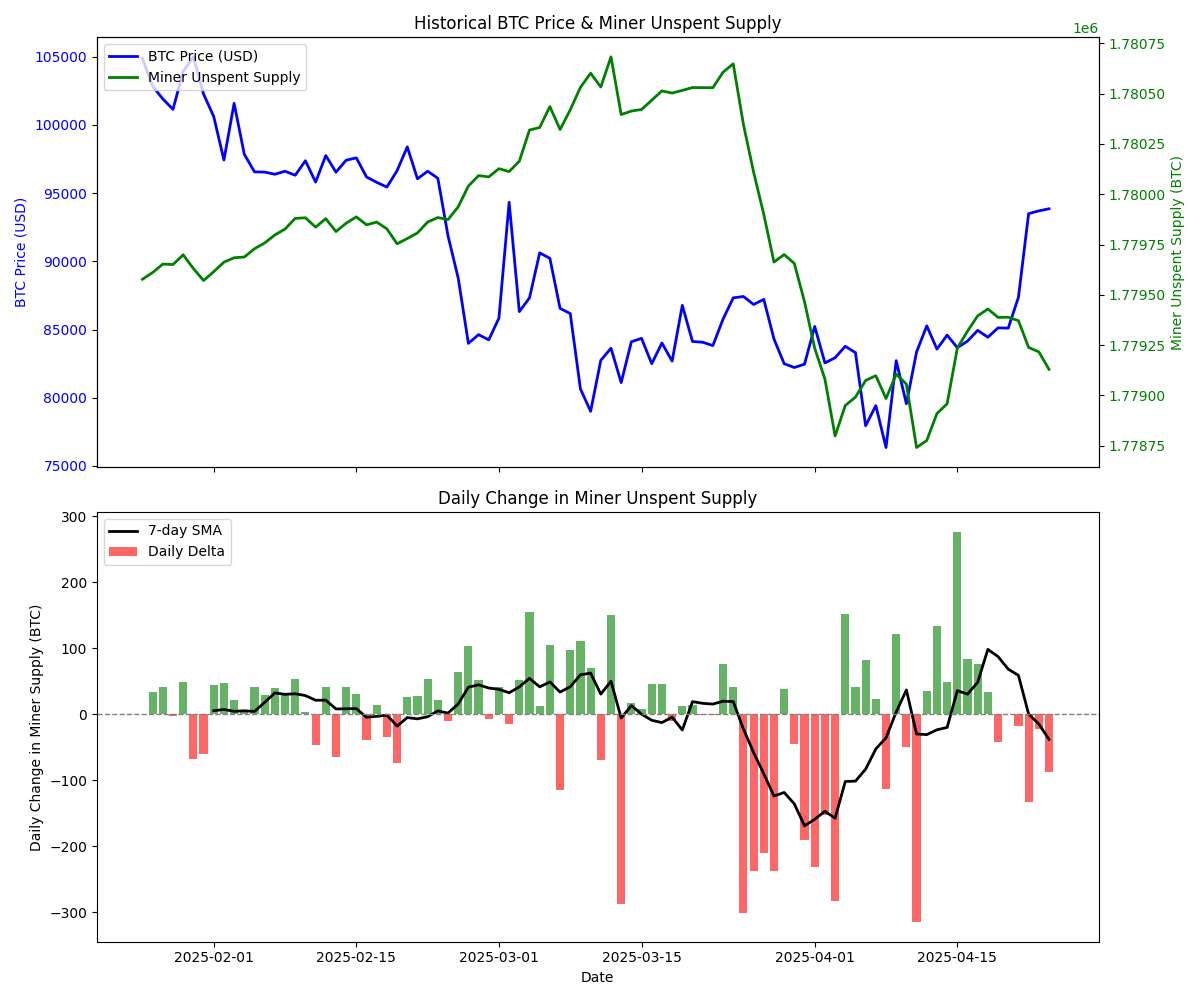 Historical BTC Price & Miner Unspent Supply
1e6
BTC Price (USD)
Miner Unspent Supply
105000
100000
95000
90000
85000
80000
75000
BTC Price (USD)
1.78075
1.78050
1.78025
1.78000
1.77975
1.77950
1.77925
1.77900
1.77875
Miner Unspent Supply (BTC)
Daily Change in Miner Unspent Supply
7-day SMA
Daily Delta
300
200
100
0
−100
−200
−300
Daily Change in Miner Supply (BTC)
2025-02-01
2025-02-15
2025-03-01
2025-03-15
2025-04-01
2025-04-15
Date